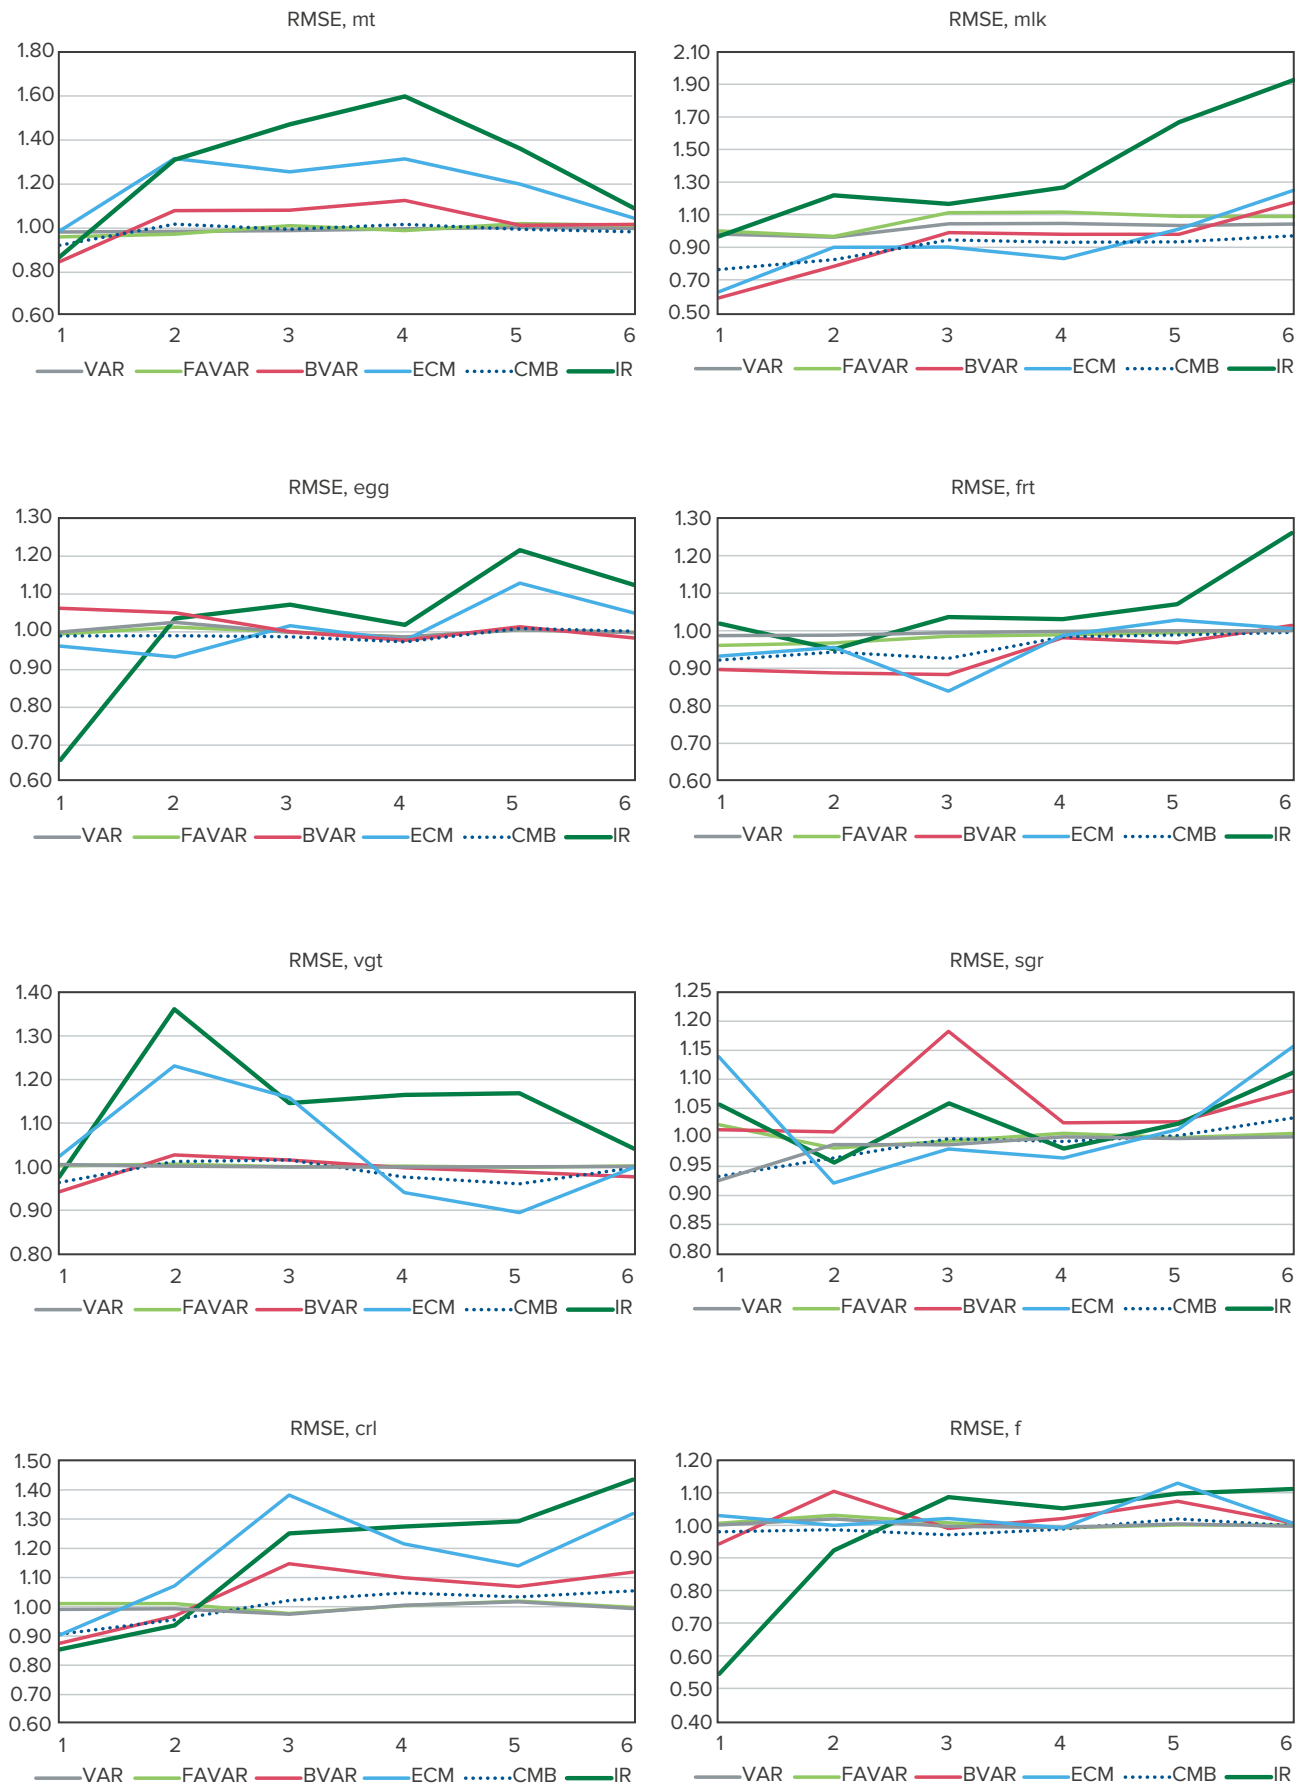 RMSE, mt
1.80
1.60
1.40
1.20
1.00
0.80
0.60
1 2 3 4 5 6
VAR FAVAR BVAR ECM CMB IR
RMSE, mlk
2.10
1.90
1.70
1.50
1.30
1.10
0.90
0.70
0.50
1 2 3 4 5 6
VAR FAVAR BVAR ECM CMB IR
RMSE, egg
1.30
1.20
1.10
1.00
0.90
0.80
0.70
0.60
1 2 3 4 5 6
VAR FAVAR BVAR ECM CMB IR
RMSE, frt
1.30
1.20
1.10
1.00
0.90
0.80
0.70
0.60
1 2 3 4 5 6
VAR FAVAR BVAR ECM CMB IR
RMSE, vgt
1.40
1.30
1.20
1.10
1.00
0.90
0.80
1 2 3 4 5 6
VAR FAVAR BVAR ECM CMB IR
RMSE, sgr
1.25
1.20
1.15
1.10
1.05
1.00
0.95
0.90
0.85
0.80
1 2 3 4 5 6
VAR FAVAR BVAR ECM CMB IR
RMSE, crl
1.50
1.40
1.30
1.20
1.10
1.00
0.90
0.80
0.70
0.60
1 2 3 4 5 6
VAR FAVAR BVAR ECM CMB IR
RMSE, f
1.20
1.10
1.00
0.90
0.80
0.70
0.60
0.50
0.40
1 2 3 4 5 6
VAR FAVAR BVAR ECM CMB IR